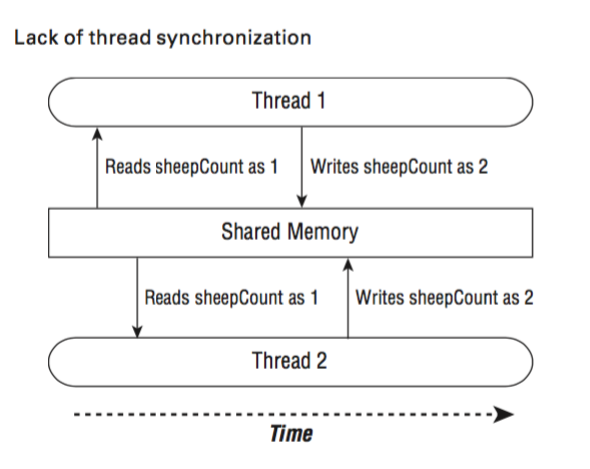 Lack of thread synchronization
Thread 1
Reads sheepCount as 1
Writes sheepCount as 2
Shared Memory
Reads sheepCount as 1
Writes sheepCount as 2
Thread 2
Time